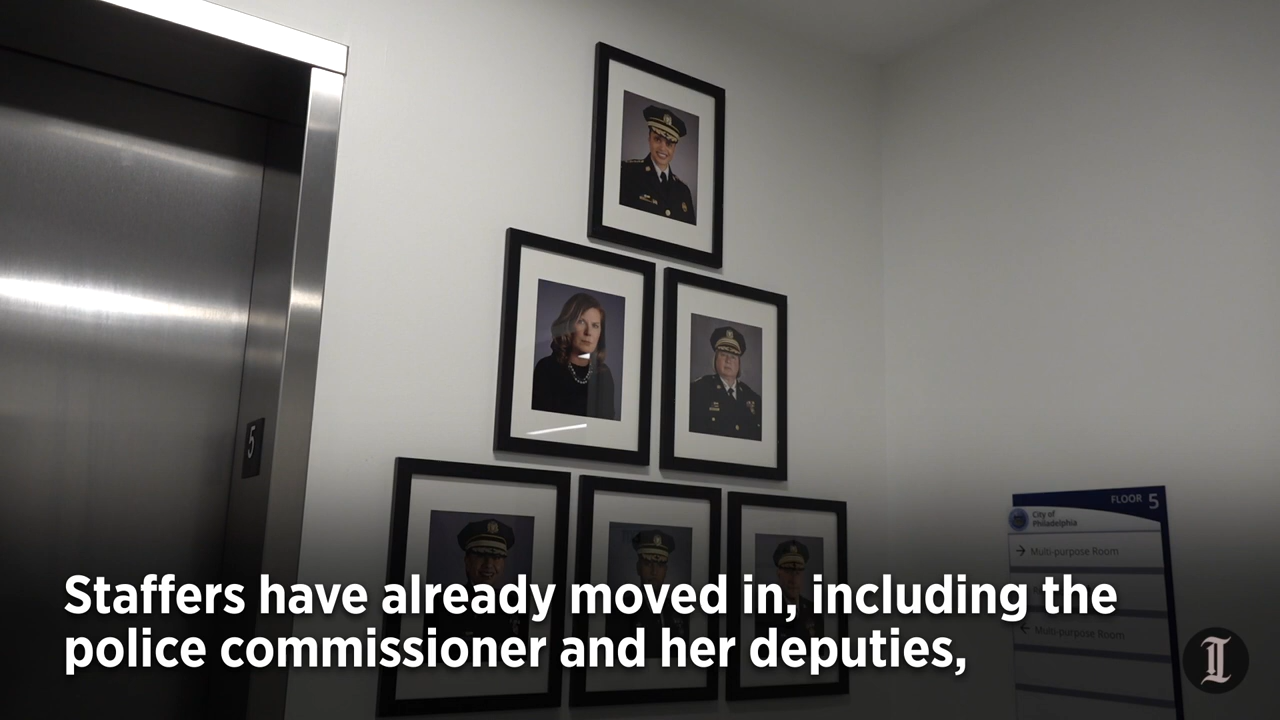 5
FLOOR 5
City of
Philadelphia
→ Multi-purpose Room
← Multi-purpose Room
Staffers have already moved in, including the
police commissioner and her deputies,
I